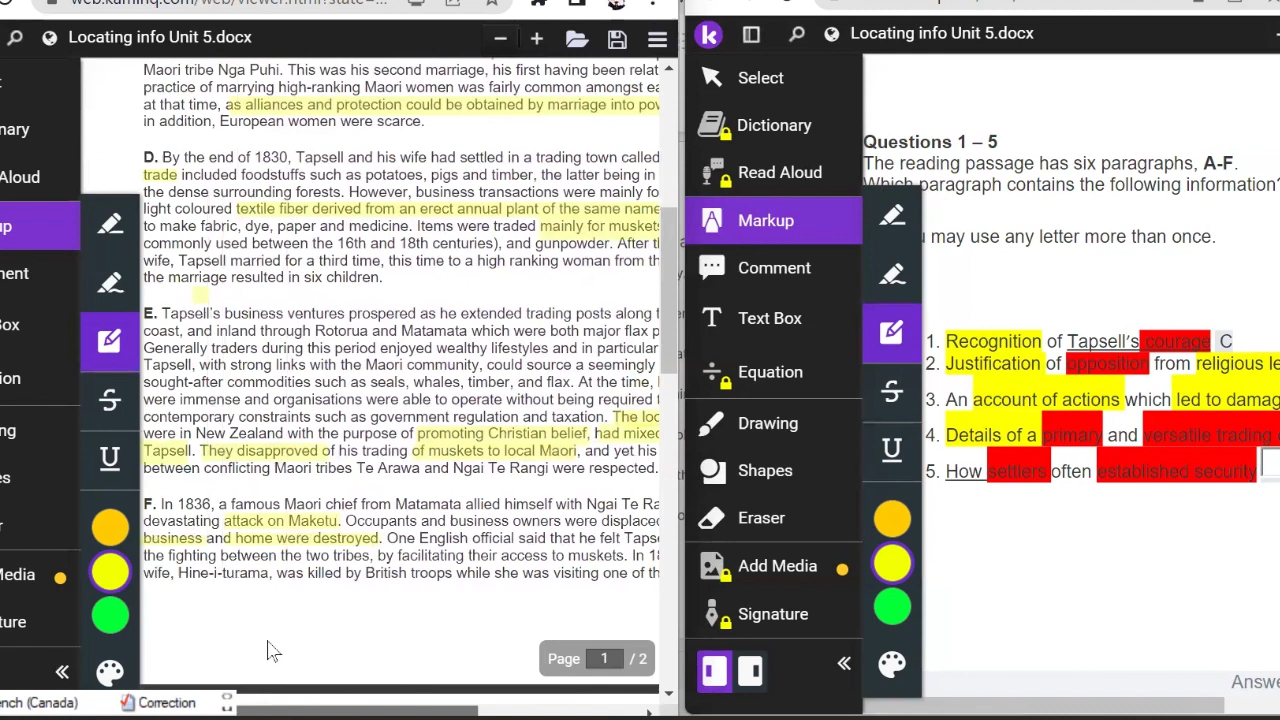 web.kaminq.com/web/viewer.html?state=...
Locating info Unit 5.docx
Maori tribe Nga Puhi. This was his second marriage, his first having been relat
practice of marrying high-ranking Maori women was fairly common amongst ea
at that time, as alliances and protection could be obtained by marriage into pow
in addition, European women were scarce.
D. By the end of 1830, Tapsell and his wife had settled in a trading town called
trade included foodstuffs such as potatoes, pigs and timber, the latter being in
the dense surrounding forests. However, business transactions were mainly fo
light coloured textile fiber derived from an erect annual plant of the same name
to make fabric, dye, paper and medicine. Items were traded mainly for muskets
commonly used between the 16th and 18th centuries), and gunpowder. After t
wife, Tapsell married for a third time, this time to a high ranking woman from th
the marriage resulted in six children.
E. Tapsell's business ventures prospered as he extended trading posts along t
coast, and inland through Rotorua and Matamata which were both major flax p
Generally traders during this period enjoyed wealthy lifestyles and in particular
Tapsell, with strong links with the Maori community, could source a seemingly
sought-after commodities such as seals, whales, timber, and flax. At the time,
were immense and organisations were able to operate without being required t
contemporary constraints such as government regulation and taxation. The loc
were in New Zealand with the purpose of promoting Christian belief, had mixed
Tapsell. They disapproved of his trading of muskets to local Maori, and yet his
between conflicting Maori tribes Te Arawa and Ngai Te Rangi were respected.
F. In 1836, a famous Maori chief from Matamata allied himself with Ngai Te Ra
devastating attack on Maketu. Occupants and business owners were displaced
business and home were destroyed. One English official said that he felt Tapse
the fighting between the two tribes, by facilitating their access to muskets. In 18
wife, Hine-i-turama, was killed by British troops while she was visiting one of th
Page 1 / 2
t
nary
Aloud
p
ment
Box
ion
ng
es
r
Media
ture
ench (Canada)
Correction
Locating info Unit 5.docx
Select
Dictionary
Read Aloud
Markup
Comment
Text Box
Equation
Drawing
Shapes
Eraser
Add Media
Signature
Questions 1 – 5
The reading passage has six paragraphs, A-F.
Which paragraph contains the following information?
u may use any letter more than once.
1. Recognition of Tapsell's courage C
2. Justification of opposition from religious le
3. An account of actions which led to damag
4. Details of a primary and versatile trading
5. How settlers often established security
Answe